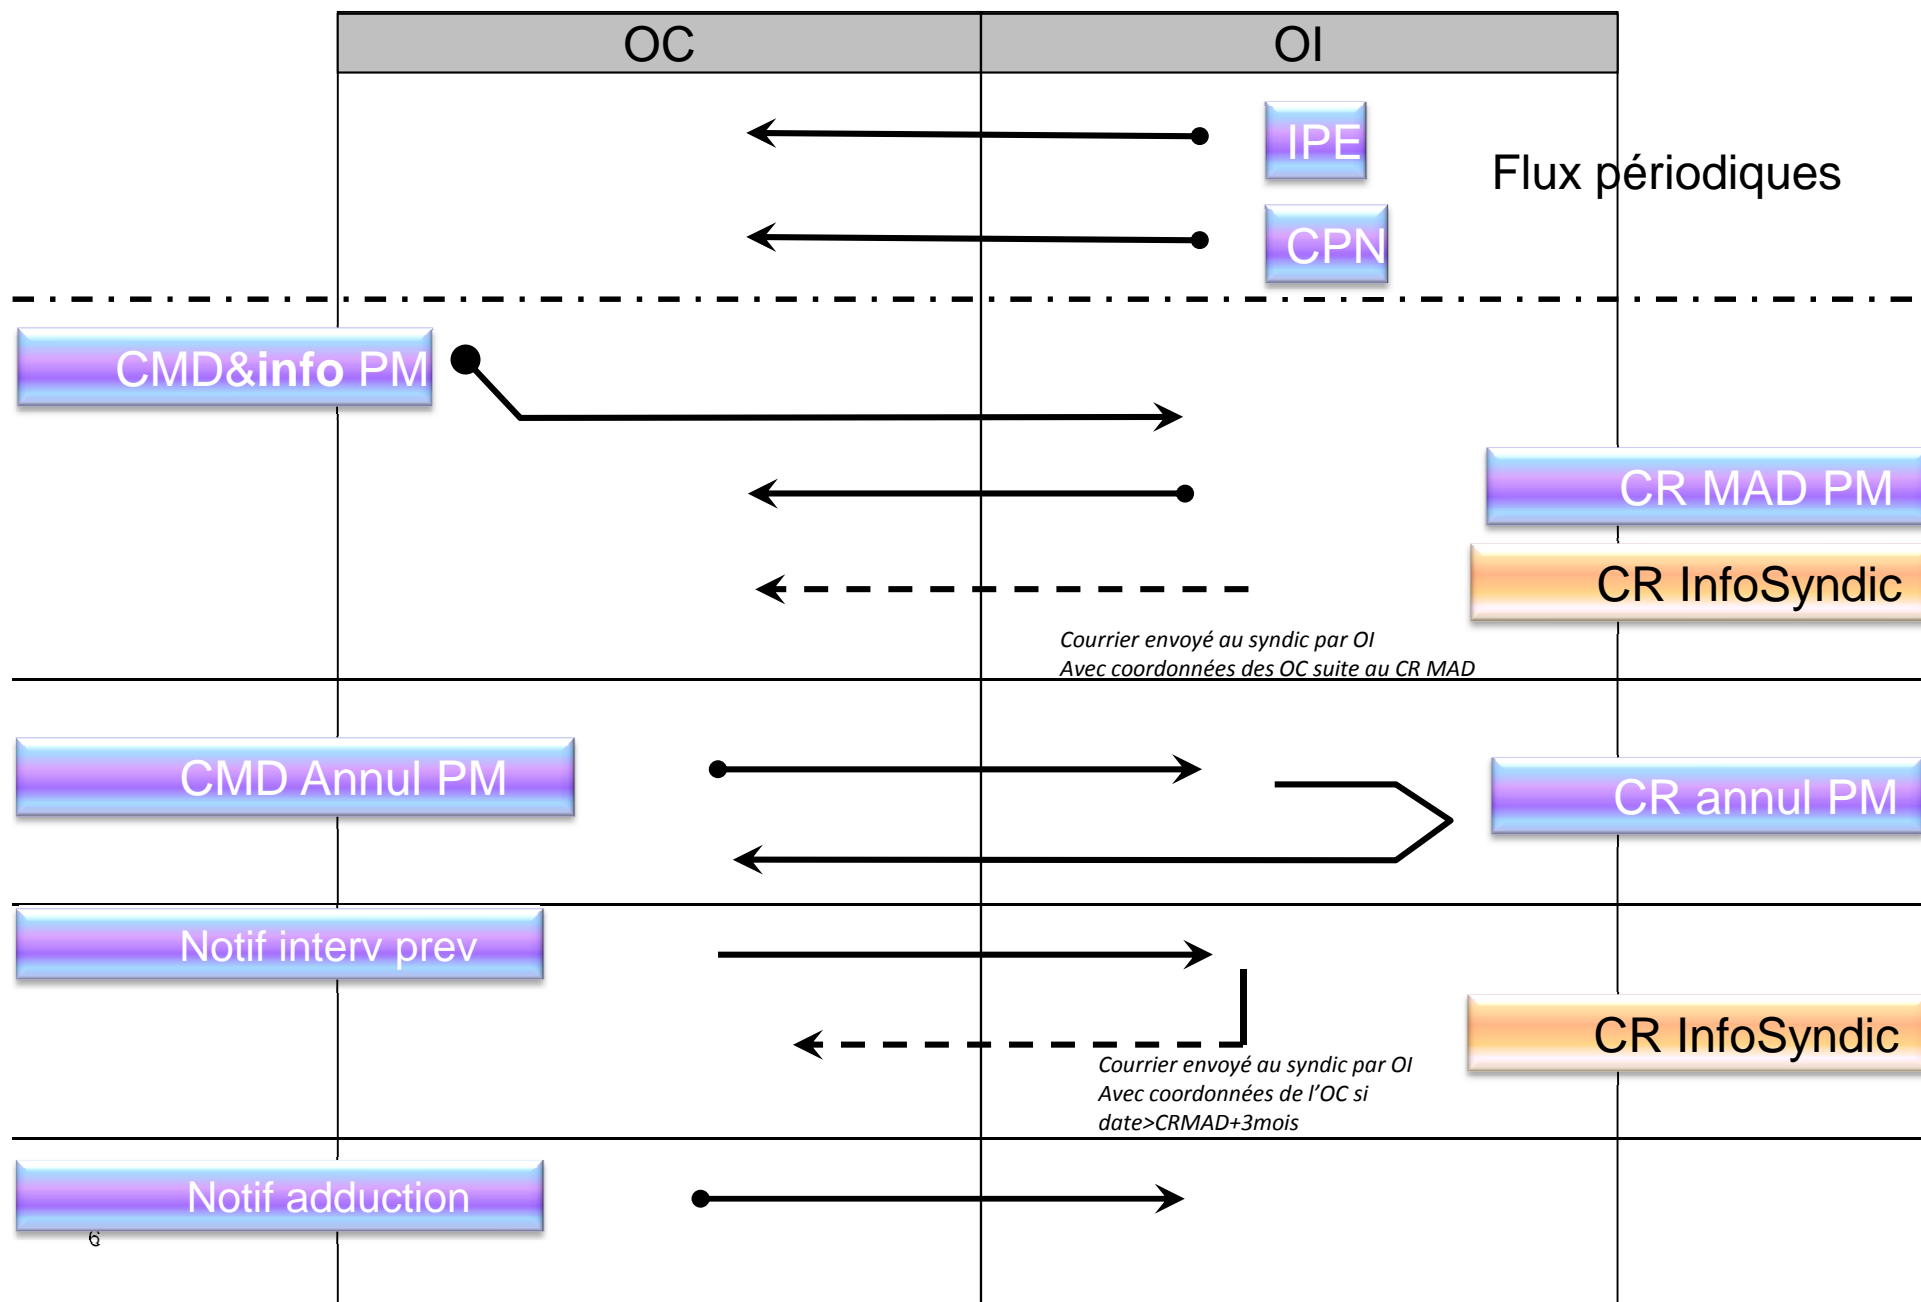 OC
OI
IPE
Flux périodiques
CPN
CMD&info PM
CR MAD PM
CR InfoSyndic
Courrier envoyé au syndic par OI
Avec coordonnées des OC suite au CR MAD
CMD Annul PM
CR annul PM
Notif interv prev
CR InfoSyndic
Courrier envoyé au syndic par OI
Avec coordonnées de l’OC si
date>CRMAD+3mois
Notif adduction